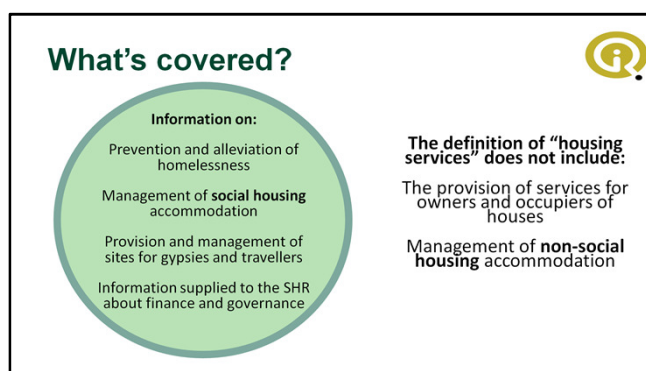 What's covered?
Information on:
Prevention and alleviation of
homelessness
Management of social housing
accommodation
Provision and management of
sites for gypsies and travellers
Information supplied to the SHR
about finance and governance
The definition of “housing
services” does not include:
The provision of services for
owners and occupiers of
houses
Management of non-social
housing accommodation